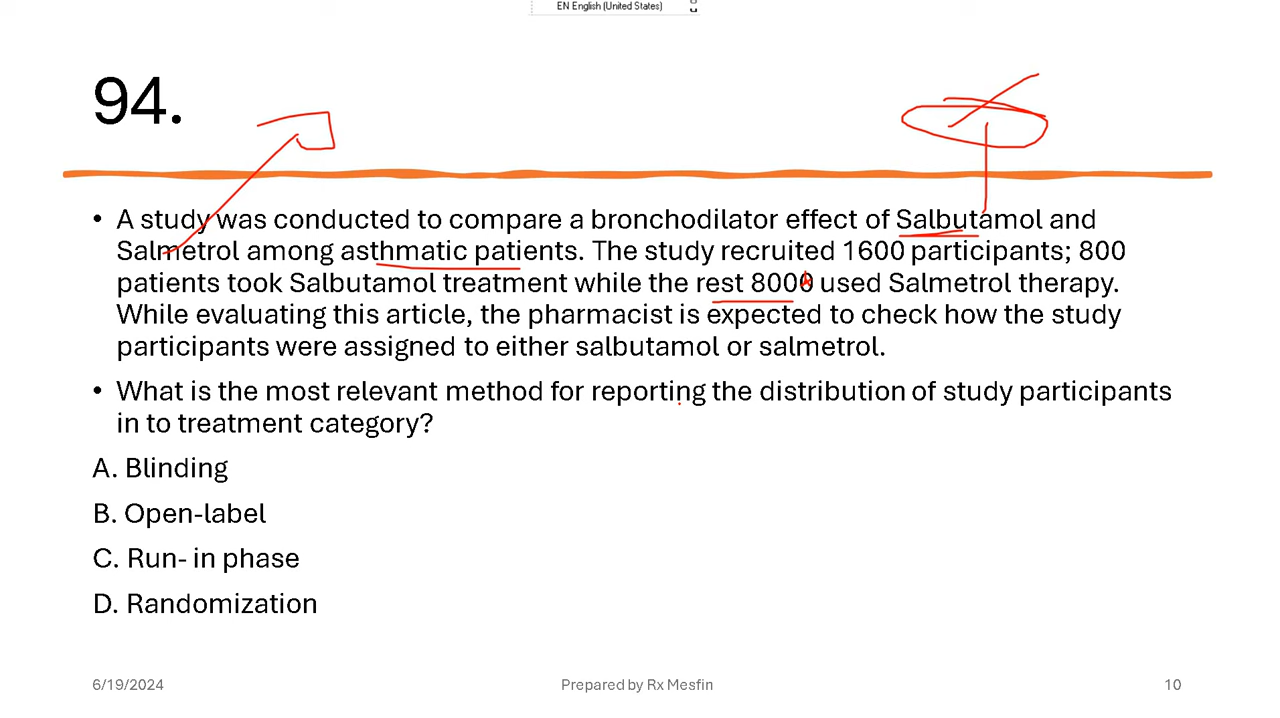 EN English (United States)
94.
• A study was conducted to compare a bronchodilator effect of Salbutamol and
Salmetrol among asthmatic patients. The study recruited 1600 participants; 800
patients took Salbutamol treatment while the rest 8000 used Salmetrol therapy.
While evaluating this article, the pharmacist is expected to check how the study
participants were assigned to either salbutamol or salmetrol.
• What is the most relevant method for reporting the distribution of study participants
in to treatment category?
A. Blinding
B. Open-label
C. Run- in phase
D. Randomization
6/19/2024 Prepared by Rx Mesfin 10